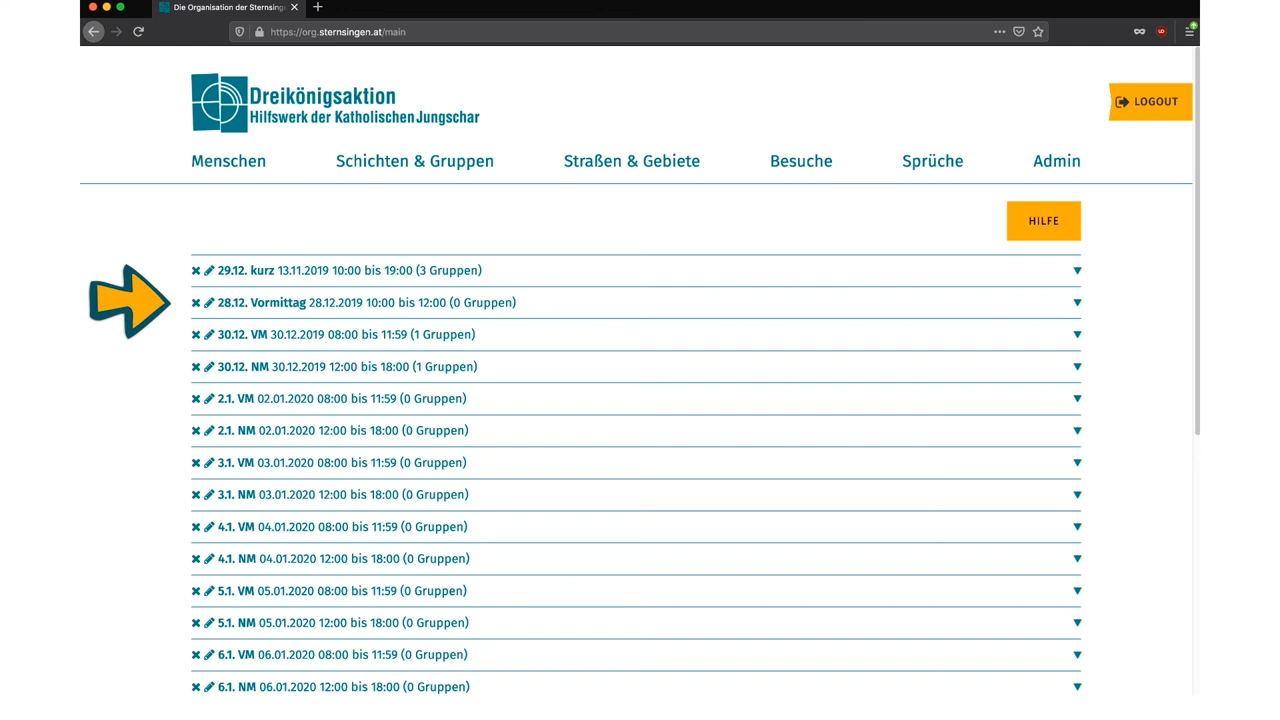 Die Organisation der Sternsing
https://org.sternsingen.at/main
Dreikönigsaktion
Hilfswerk der Katholischen Jungschar
LOGOUT
Menschen Schichten & Gruppen Straßen & Gebiete Besuche Sprüche Admin
HILFE
29.12. kurz 13.11.2019 10:00 bis 19:00 (3 Gruppen)
28.12. Vormittag 28.12.2019 10:00 bis 12:00 (0 Gruppen)
30.12. VM 30.12.2019 08:00 bis 11:59 (1 Gruppen)
30.12. NM 30.12.2019 12:00 bis 18:00 (1 Gruppen)
2.1. VM 02.01.2020 08:00 bis 11:59 (0 Gruppen)
2.1. NM 02.01.2020 12:00 bis 18:00 (0 Gruppen)
3.1. VM 03.01.2020 08:00 bis 11:59 (0 Gruppen)
3.1. NM 03.01.2020 12:00 bis 18:00 (0 Gruppen)
4.1. VM 04.01.2020 08:00 bis 11:59 (0 Gruppen)
4.1. NM 04.01.2020 12:00 bis 18:00 (0 Gruppen)
5.1. VM 05.01.2020 08:00 bis 11:59 (0 Gruppen)
5.1. NM 05.01.2020 12:00 bis 18:00 (0 Gruppen)
6.1. VM 06.01.2020 08:00 bis 11:59 (0 Gruppen)
6.1. NM 06.01.2020 12:00 bis 18:00 (0 Gruppen)